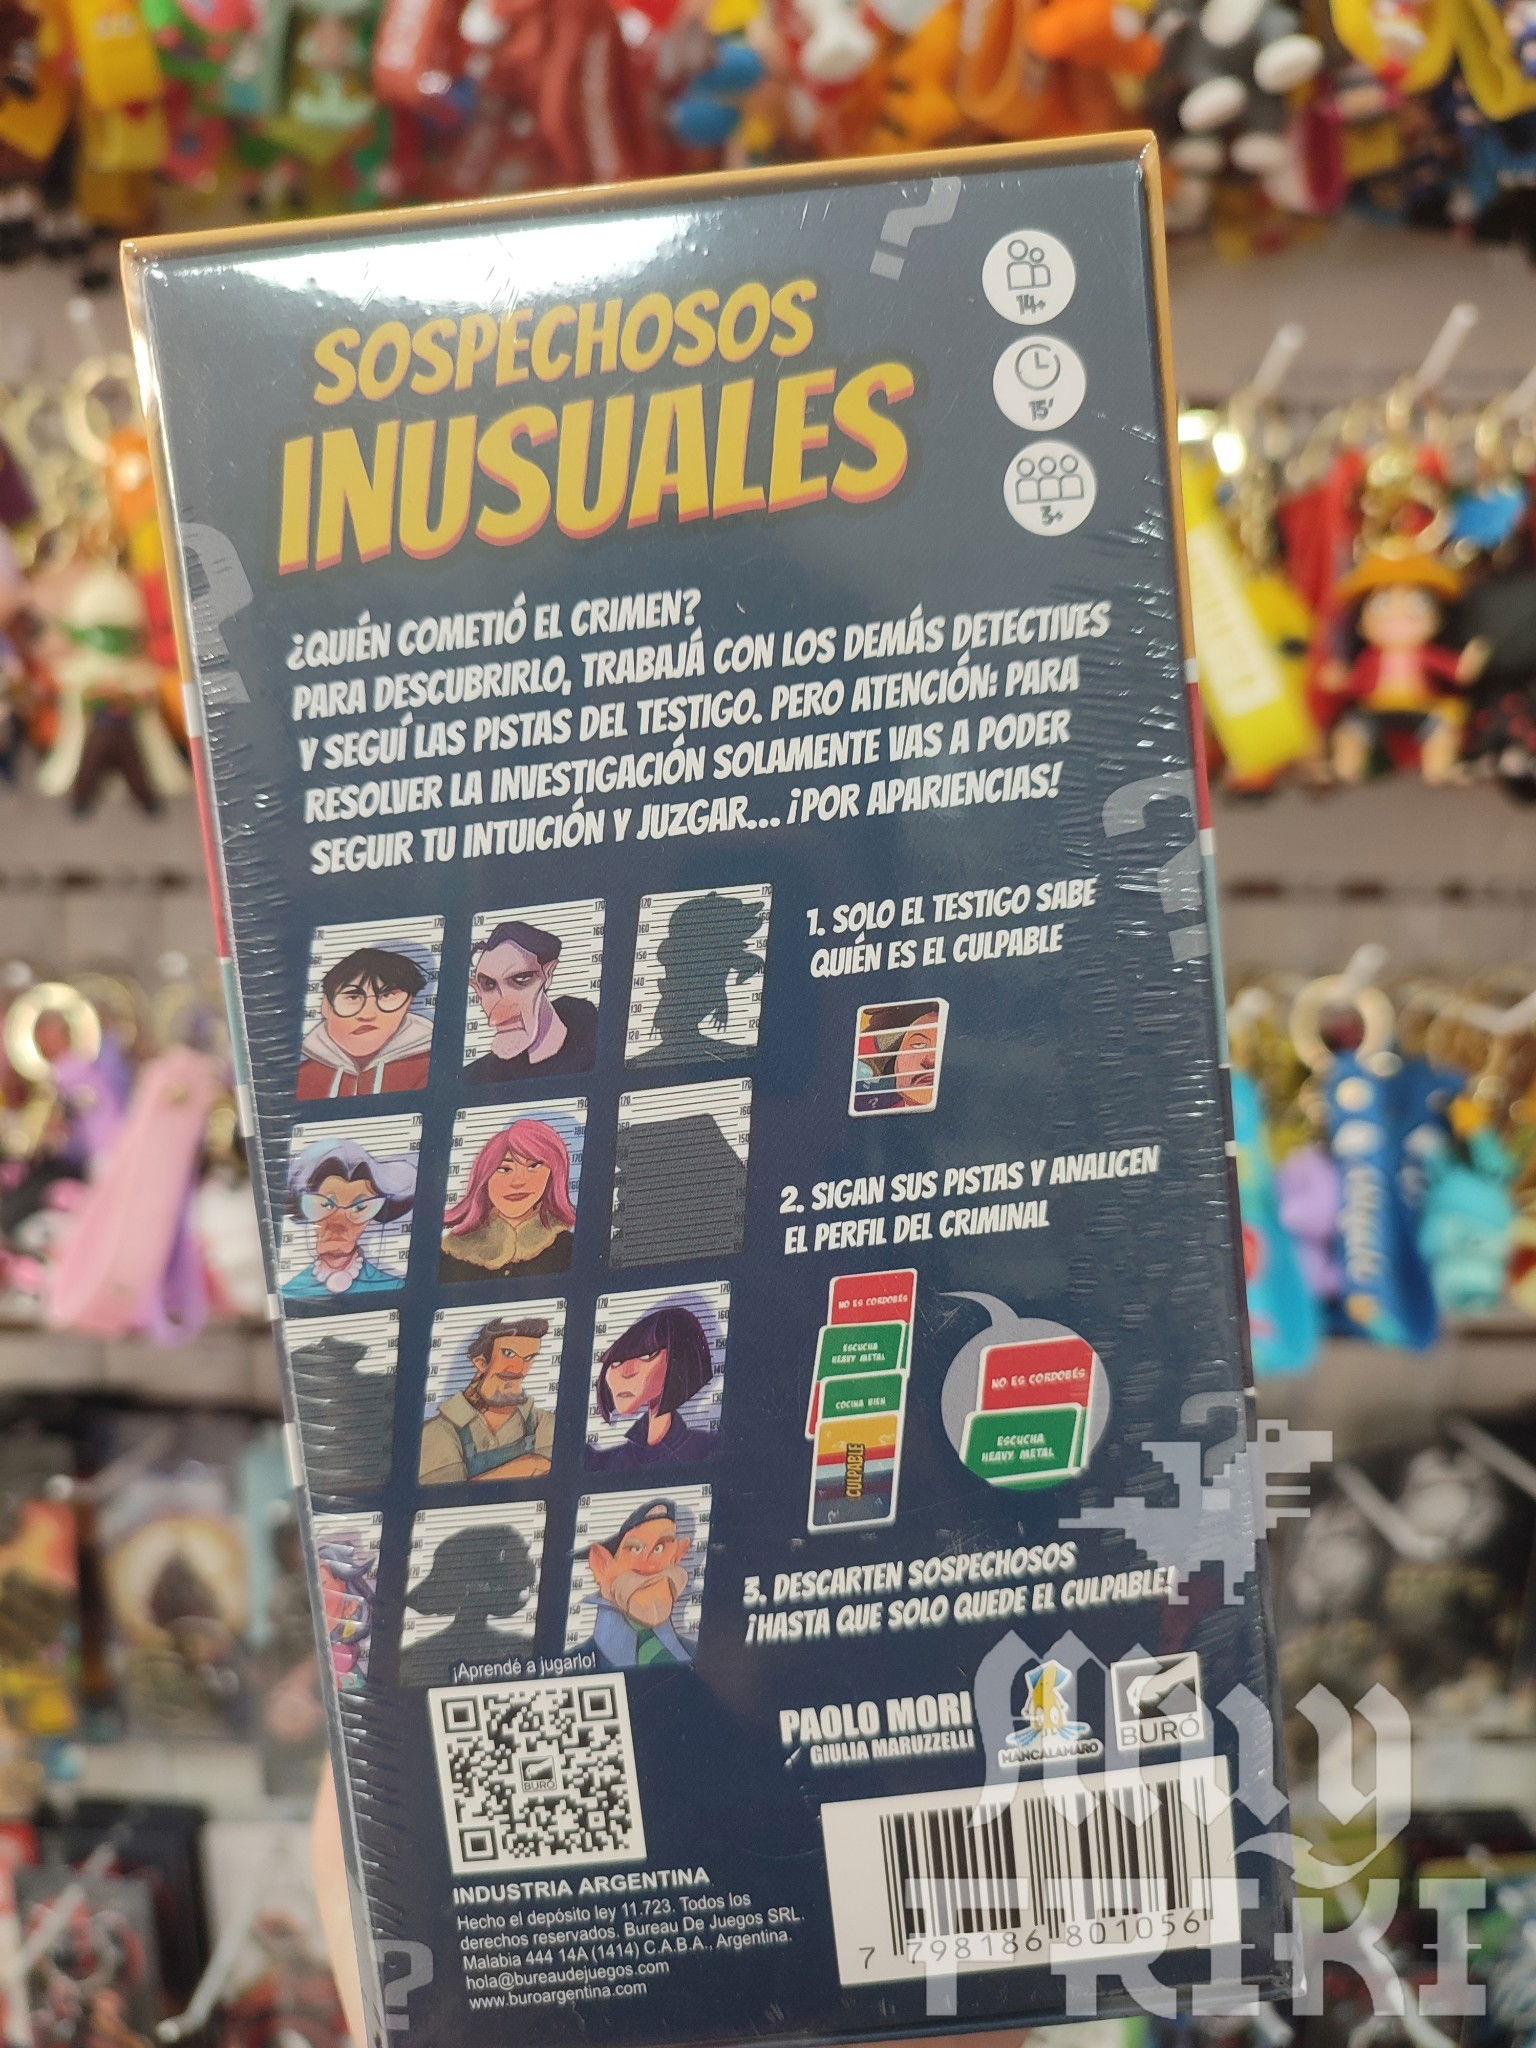 SOSPECHOSOS
INUSUALES
14+
15'
3+
¿QUIÉN COMETIÓ EL CRIMEN?
PARA DESCUBRIRLO, TRABAJÁ CON LOS DEMÁS DETECTIVES
Y SEGUÍ LAS PISTAS DEL TESTIGO. PERO ATENCIÓN: PARA
RESOLVER LA INVESTIGACIÓN SOLAMENTE VAS A PODER
SEGUIR TU INTUICIÓN Y JUZGAR... ¡POR APARIENCIAS!
1. SOLO EL TESTIGO SABE
QUIÉN ES EL CULPABLE
2. SIGAN SUS PISTAS Y ANALICEN
EL PERFIL DEL CRIMINAL
NO ES CORDOBÉS
ESCUCHA
HEAVY METAL
COCINA BIEN
CULPABLE
NO ES CORDOBÉS
ESCUCHA
HEAVY METAL
3. DESCARTEN SOSPECHOSOS
¡HASTA QUE SOLO QUEDE EL CULPABLE!
¡Aprendé a jugarlo!
BURÓ
PAOLO MORI
GIULIA MARUZZELLI
MANCALAMARO
BURÓ
INDUSTRIA ARGENTINA
Hecho el depósito ley 11.723. Todos los
derechos reservados. Bureau De Juegos SRL.
Malabia 444 14A (1414) C.A.B.A., Argentina.
hola@bureaudejuegos.com
www.buroargentina.com
7 798186 801056
Muy
FRIKI